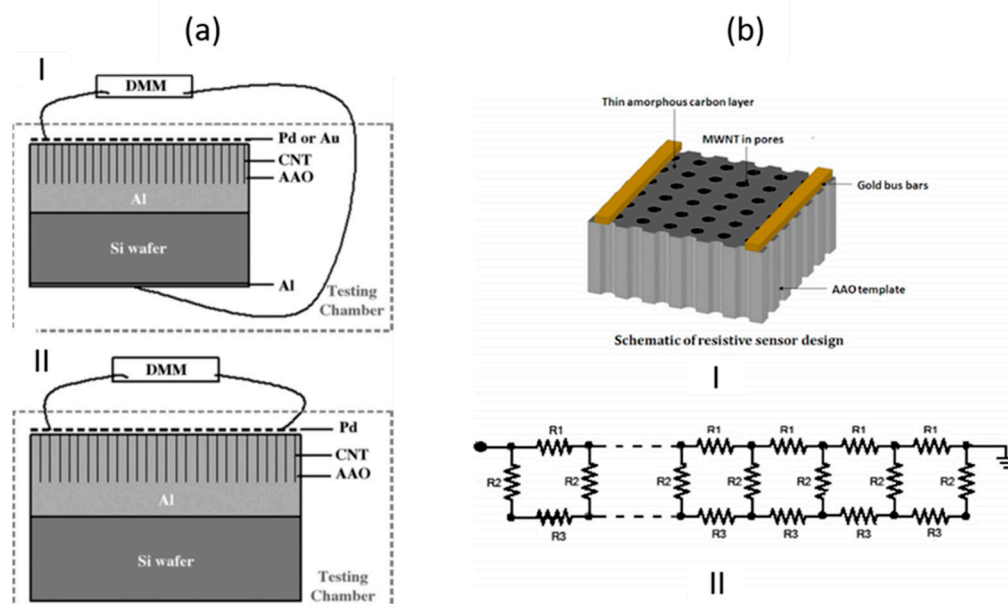 (a)
I
DMM
Pd or Au
CNT
AAO
Al
Si wafer
Al
Testing
Chamber
II
DMM
Pd
CNT
AAO
Al
Si wafer
Testing
Chamber
(b)
Thin amorphous carbon layer
MWNT in pores
Gold bus bars
AAO template
Schematic of resistive sensor design
I
R1 R1 R1 R1 R1
R2 R2 R2 R2 R2 R2 R2
R3 R3 R3 R3 R3
II